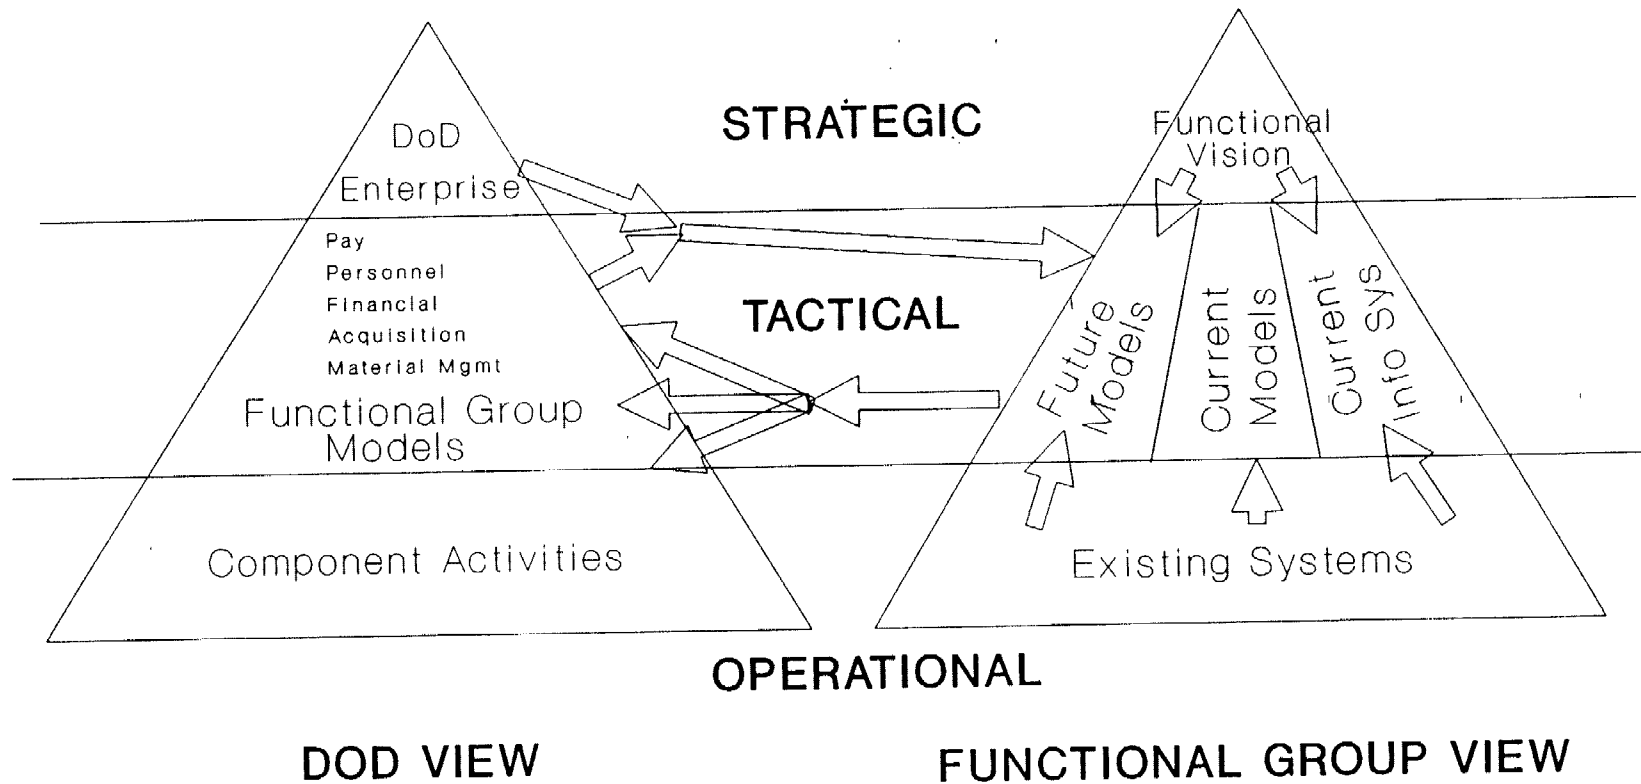 STRATEGIC
DoD
Enterprise
Functional
Vision
TACTICAL
Pay
Personnel
Financial
Acquisition
Material Mgmt
Functional Group
Models
Future
Models
Current
Models
Current
Info Sys
Component Activities
Existing Systems
OPERATIONAL
DOD VIEW
FUNCTIONAL GROUP VIEW